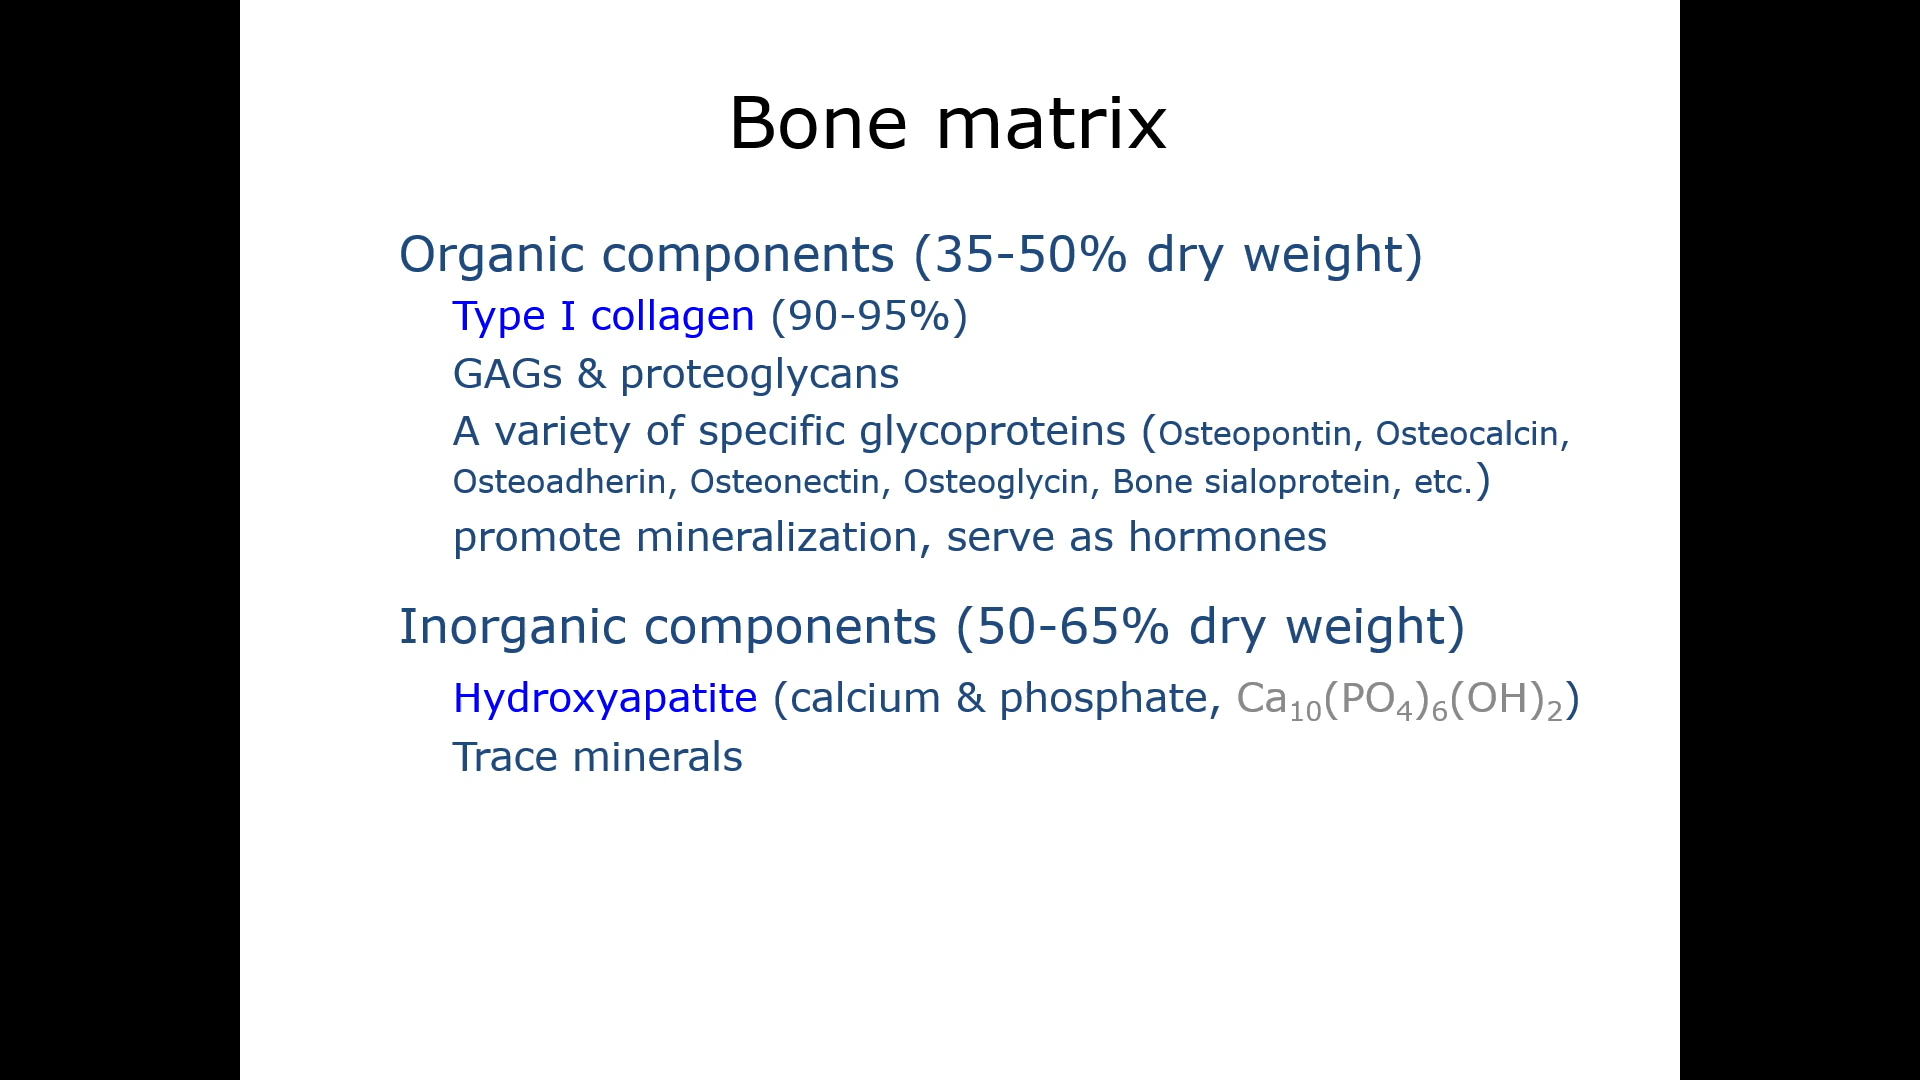 Bone matrix
Organic components (35-50% dry weight)
Type I collagen (90-95%)
GAGs & proteoglycans
A variety of specific glycoproteins (Osteopontin, Osteocalcin,
Osteoadherin, Osteonectin, Osteoglycin, Bone sialoprotein, etc.)
promote mineralization, serve as hormones
Inorganic components (50-65% dry weight)
Hydroxyapatite (calcium & phosphate, Ca₁₀(PO₄)₆(OH)₂)
Trace minerals